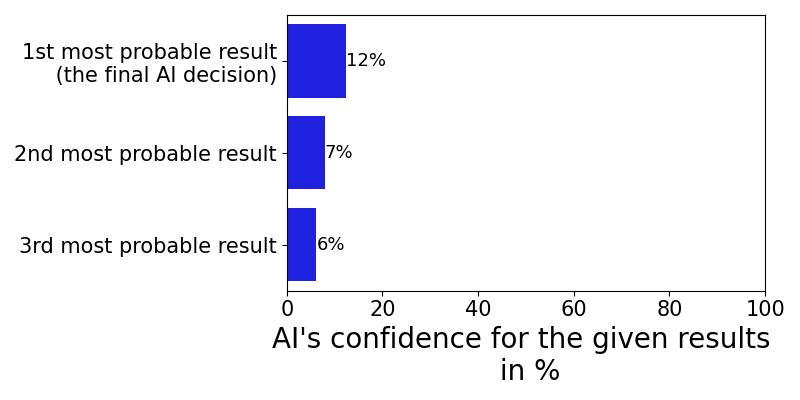 1st most probable result
(the final AI decision)
12%
2nd most probable result
7%
3rd most probable result
6%
0 20 40 60 80 100
AI's confidence for the given results
in %